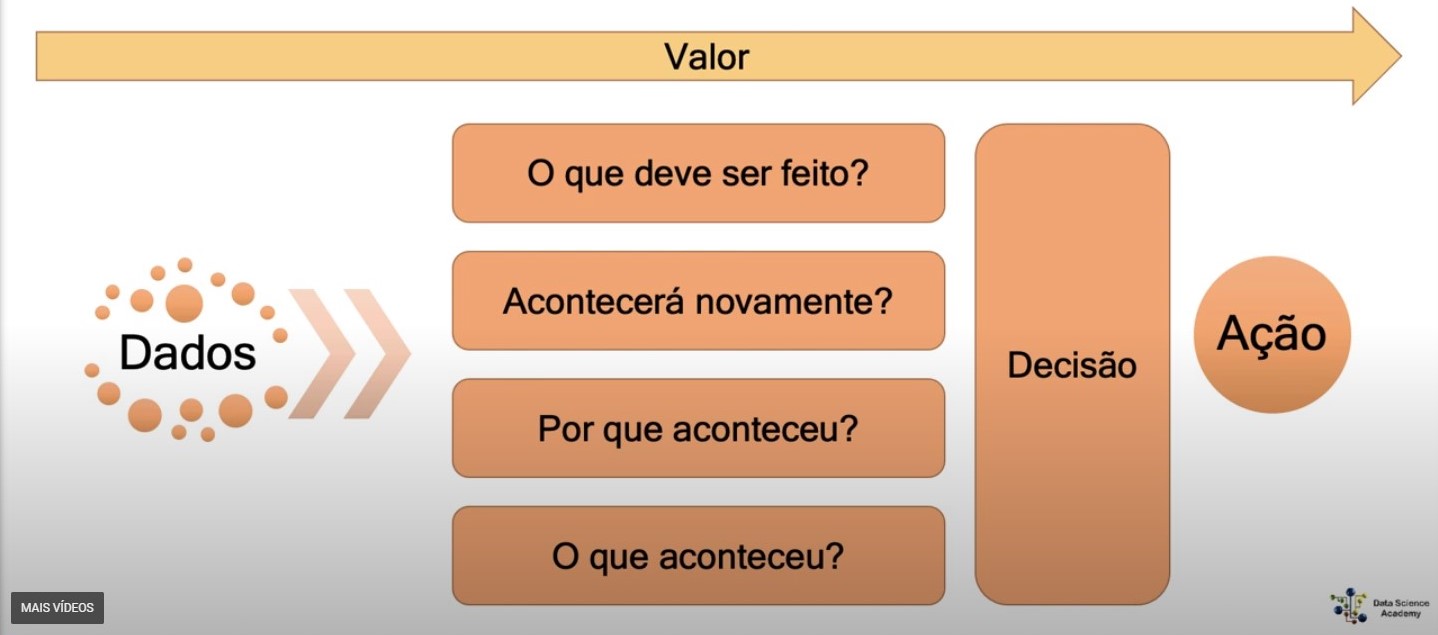 Valor
O que deve ser feito?
Acontecerá novamente?
Dados
Por que aconteceu?
O que aconteceu?
Decisão
Ação
MAIS VÍDEOS
Data Science
Academy